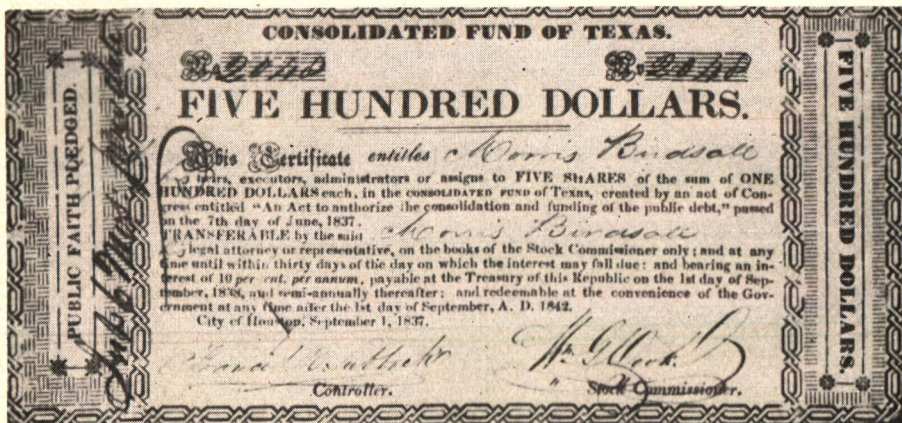 CONSOLIDATED FUND OF TEXAS.
FIVE HUNDRED DOLLARS.
This Certificate entitles Morris Birdsall
heirs, executors, administrators or assigns to FIVE SHARES of the sum of ONE
HUNDRED DOLLARS each, in the CONSOLIDATED FUND of Texas, created by an act of Con-
gress entitled "An Act to authorize the consolidation and funding of the public debt," passed
on the 7th day of June, 1837.
TRANSFERABLE by the said Morris Birdsall
legal attorney or representative, on the books of the Stock Commissioner only; and at any
time until within thirty days of the day on which the interest may fall due: and bearing an in-
terest of 10 per cent. per annum, payable at the Treasury of this Republic on the 1st day of Sep-
tember, 1838, and semi-annually thereafter; and redeemable at the convenience of the Gov-
ernment at any time after the 1st day of September, A. D. 1842.
City of Houston, September 1, 1837.
Controller.
Wm G Cook
Stock Commissioner.
PUBLIC FAITH PLEDGED.
FIVE HUNDRED DOLLARS.